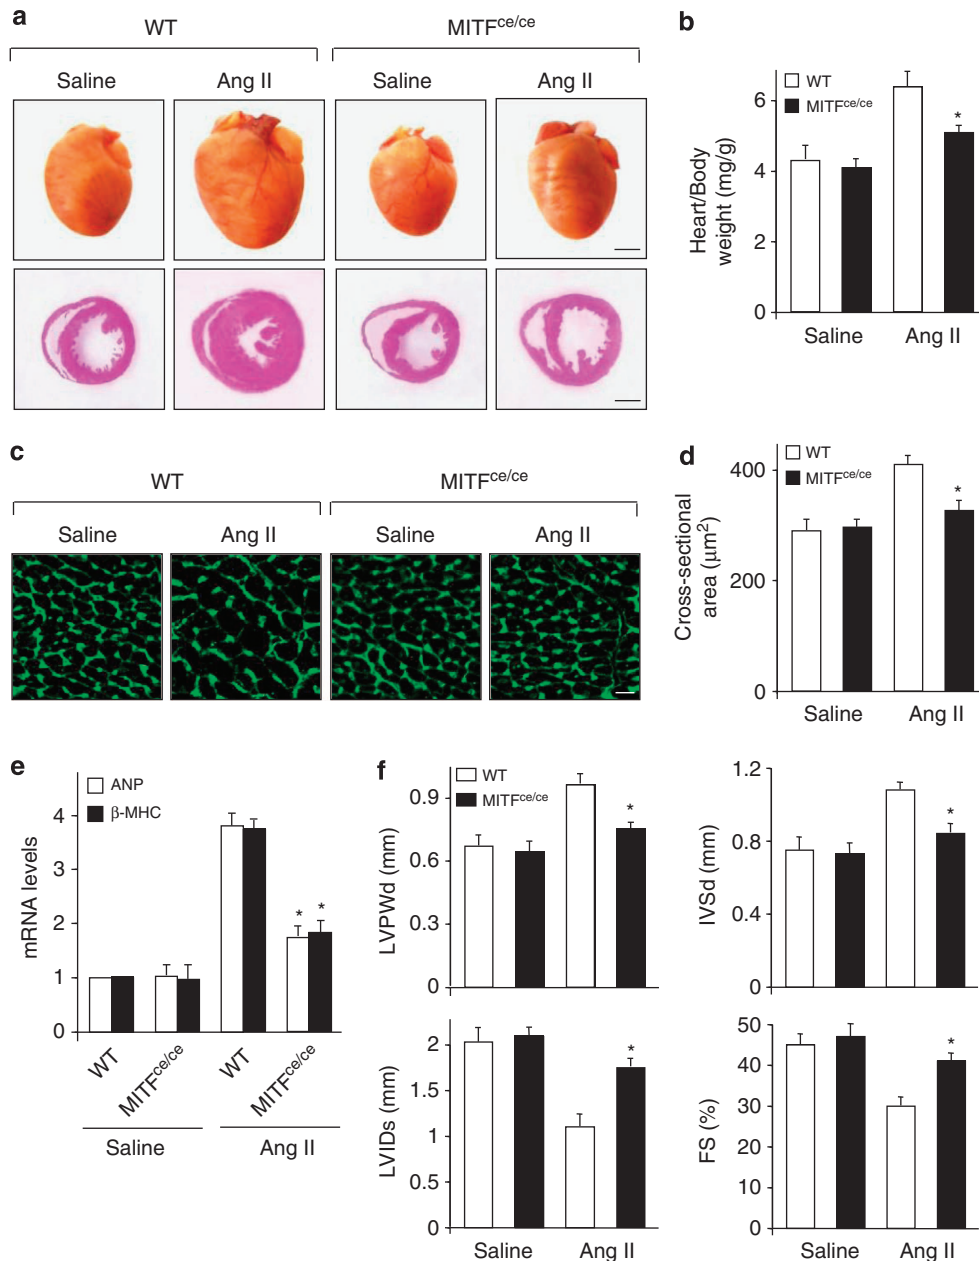 a
WT
MITFce/ce
Saline
Ang II
Saline
Ang II
b
WT
MITFce/ce
Heart/Body
weight (mg/g)
6
4
2
0
*
Saline
Ang II
c
WT
MITFce/ce
Saline
Ang II
Saline
Ang II
d
WT
MITFce/ce
Cross-sectional
area (μm2)
400
200
0
*
Saline
Ang II
e
ANP
β-MHC
mRNA levels
4
3
2
1
0
* *
WT
MITFce/ce
WT
MITFce/ce
Saline
Ang II
f
WT
MITFce/ce
LVPWd (mm)
0.9
0.6
0.3
0
*
IVSd (mm)
1.2
0.8
0.4
0
*
LVIDs (mm)
2
1.5
1
0.5
0
*
Saline
Ang II
FS (%)
50
40
30
20
10
0
*
Saline
Ang II